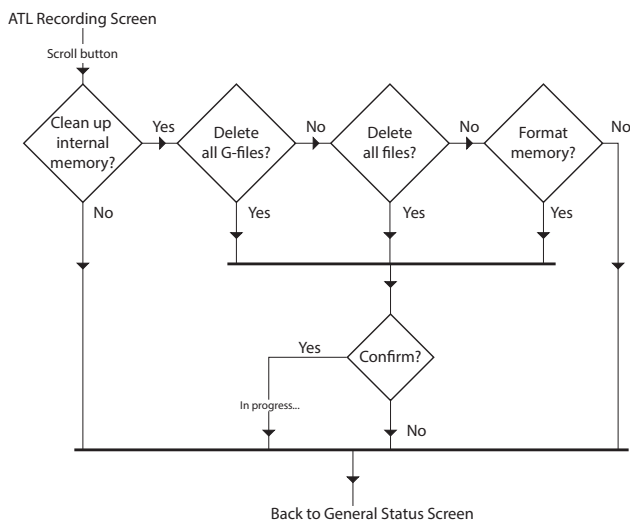 ATL Recording Screen
Scroll button
Clean up
internal
memory?
Yes
Delete
all G-files?
No
Delete
all files?
No
Format
memory?
No
No
Yes
Yes
Yes
Yes
Confirm?
In progress...
No
Back to General Status Screen